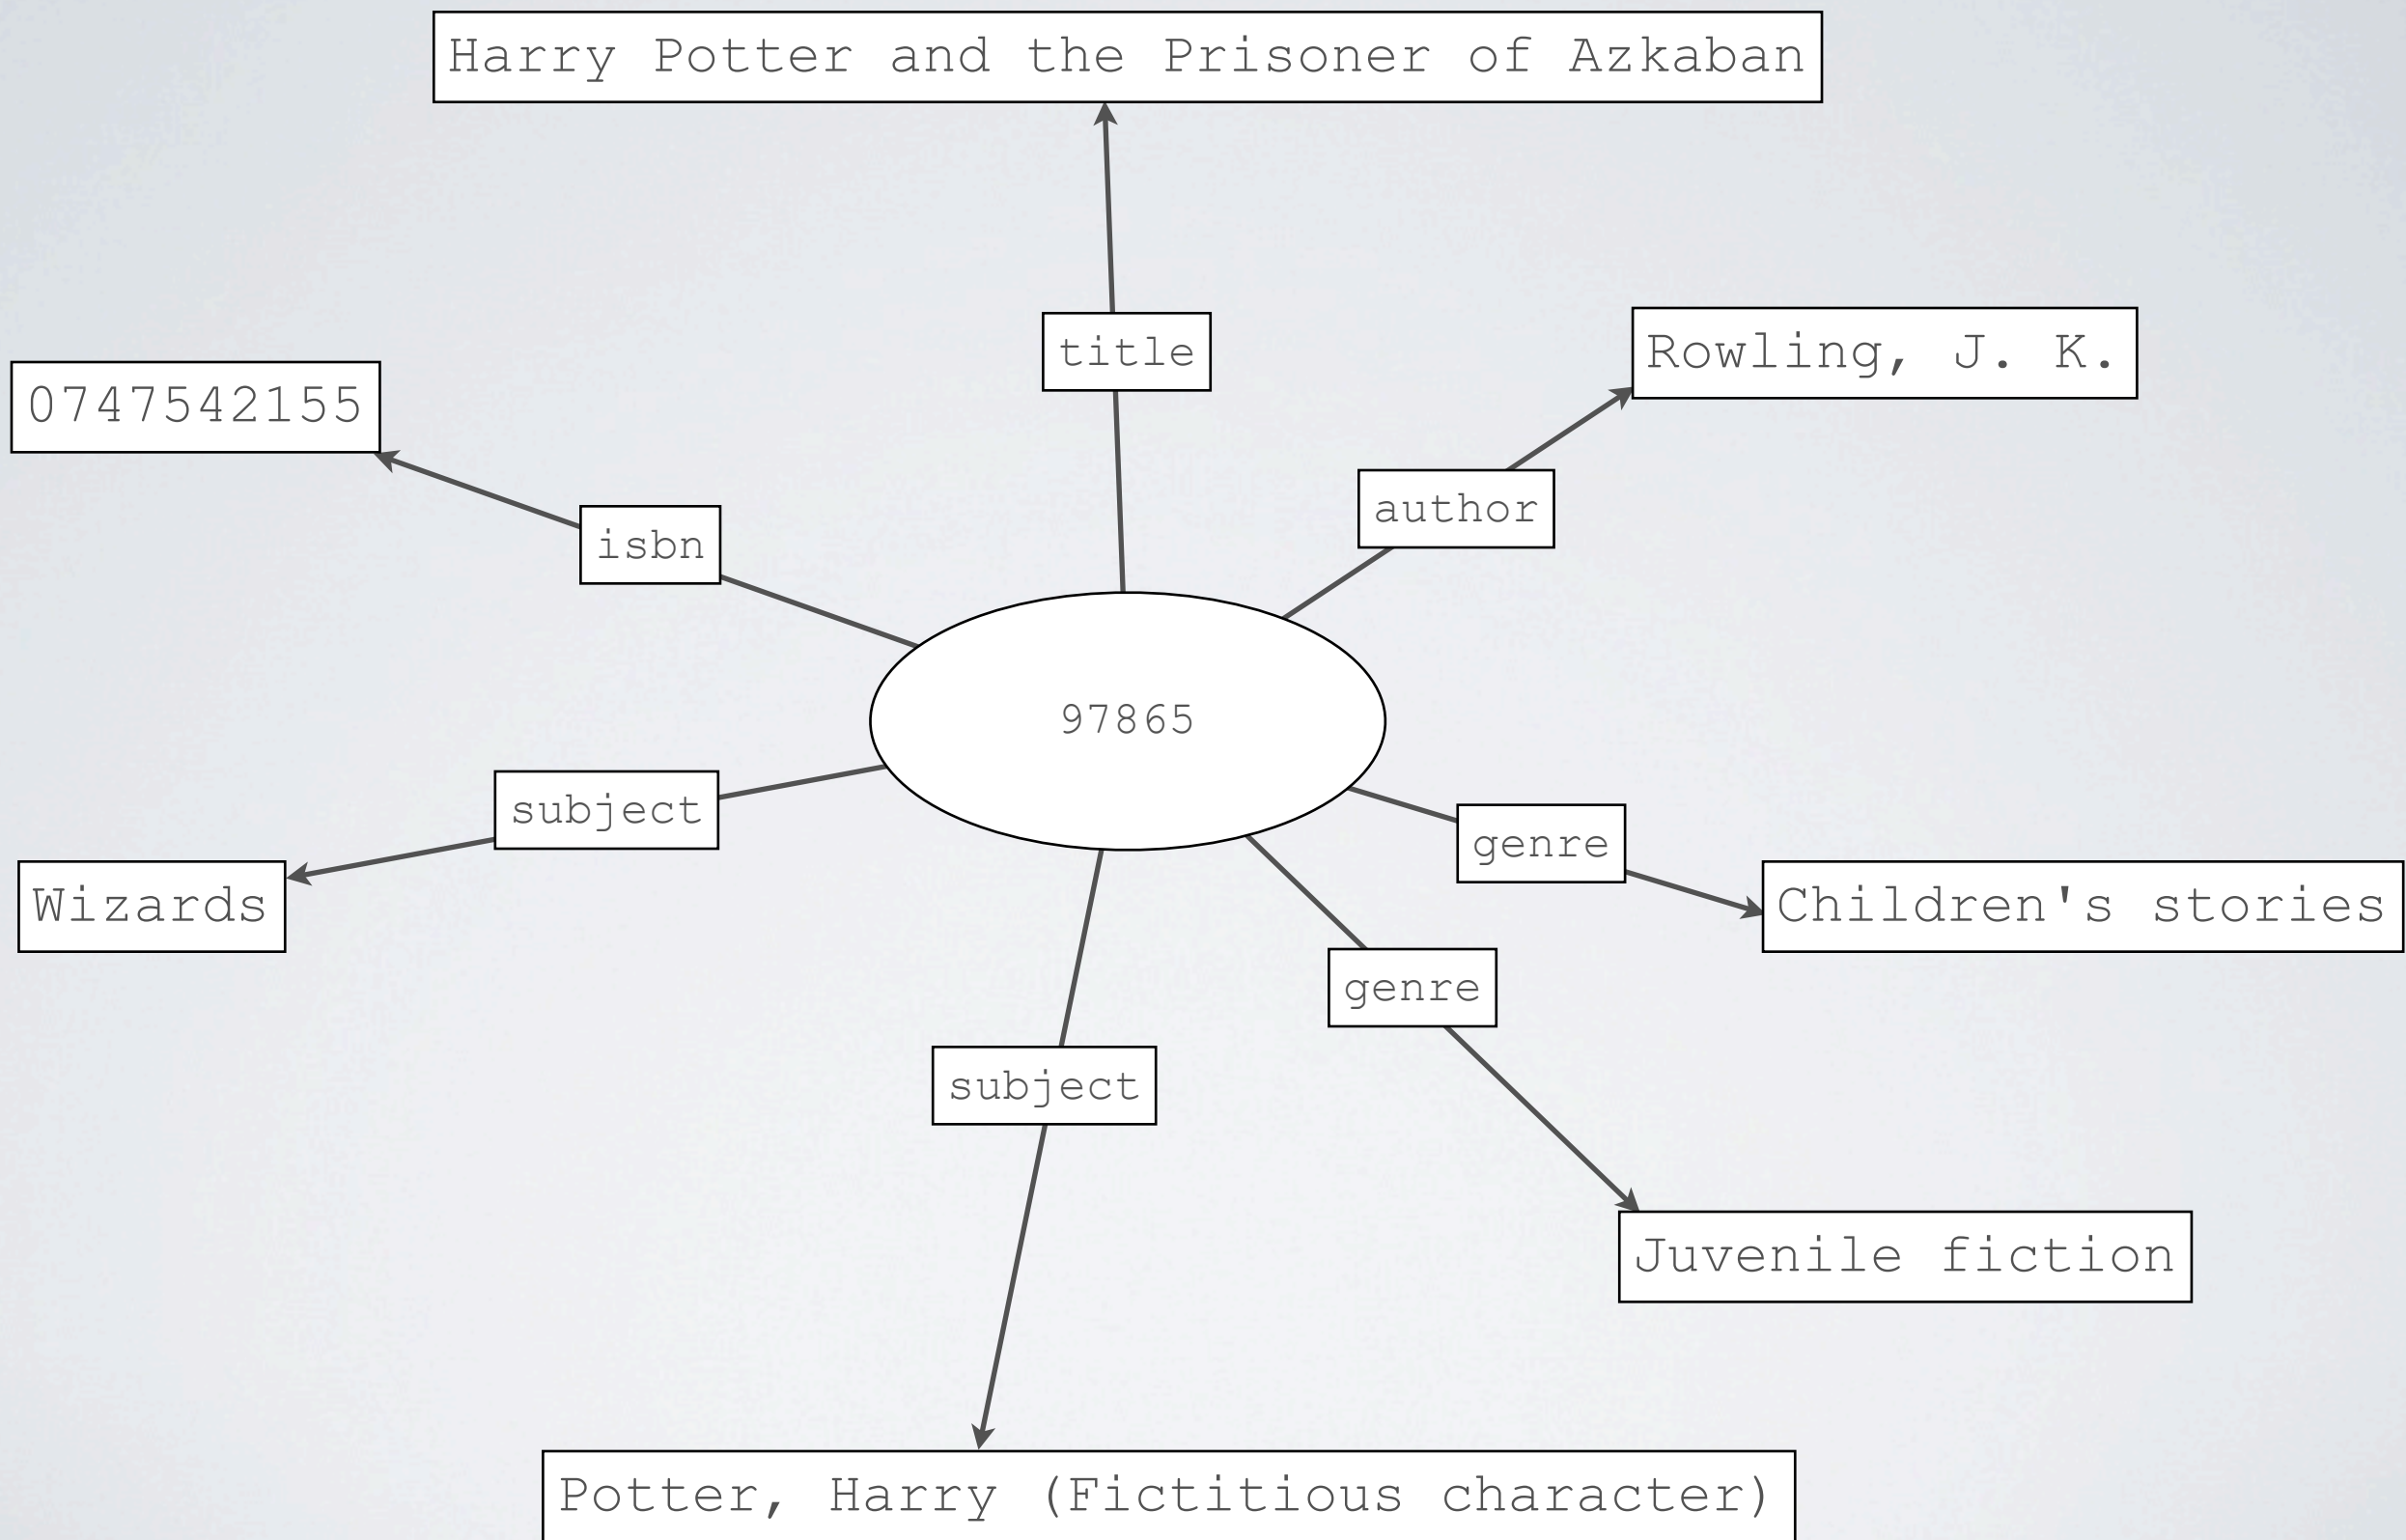 Harry Potter and the Prisoner of Azkaban
title
Rowling, J. K.
0747542155
author
isbn
97865
subject
genre
Wizards
Children's stories
genre
subject
Juvenile fiction
Potter, Harry (Fictitious character)